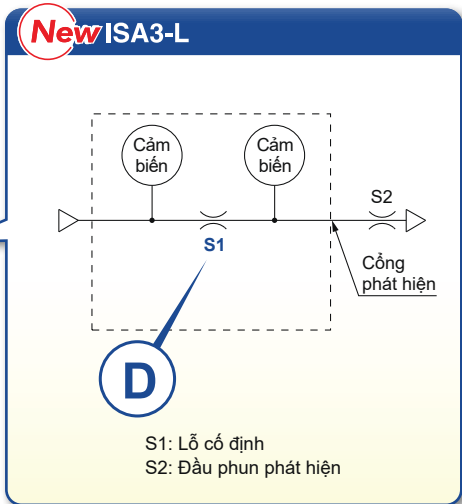 New ISA3-L
Cảm
biến
Cảm
biến
S2
S1
Cổng
phát hiện
D
S1: Lỗ cố định
S2: Đầu phun phát hiện